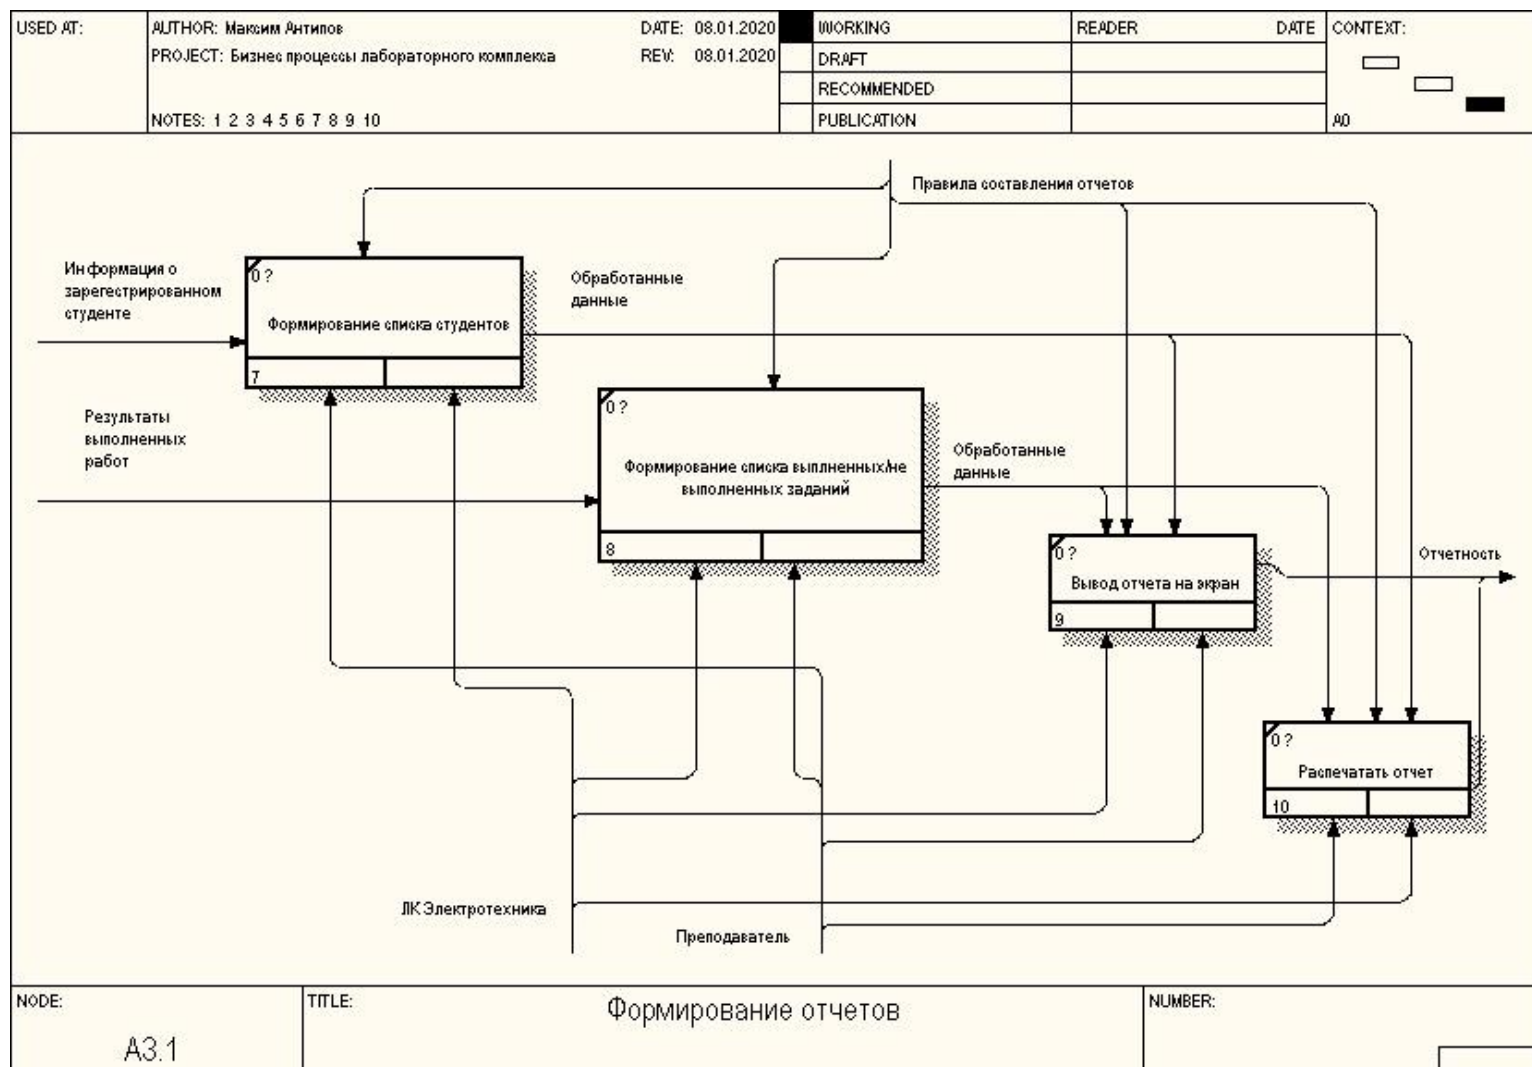 USED AT:
AUTHOR: Максим Антипов
DATE: 08.01.2020
WORKING
READER
DATE
CONTEXT:
PROJECT: Бизнес процессы лабораторного комплекса
REV: 08.01.2020
DRAFT
RECOMMENDED
NOTES: 1 2 3 4 5 6 7 8 9 10
PUBLICATION
A0
Правила составления отчетов
Информация о
зарегестрированном
студенте
0 ?
Формирование списка студентов
7
Обработанные
данные
Результаты
выполненных
работ
0 ?
Формирование списка выплненных/не
выполненных заданий
8
Обработанные
данные
0 ?
Вывод отчета на экран
9
Отчетность
0 ?
Распечатать отчет
10
ЛК Электротехника
Преподаватель
NODE:
TITLE:
Формирование отчетов
NUMBER:
A3.1